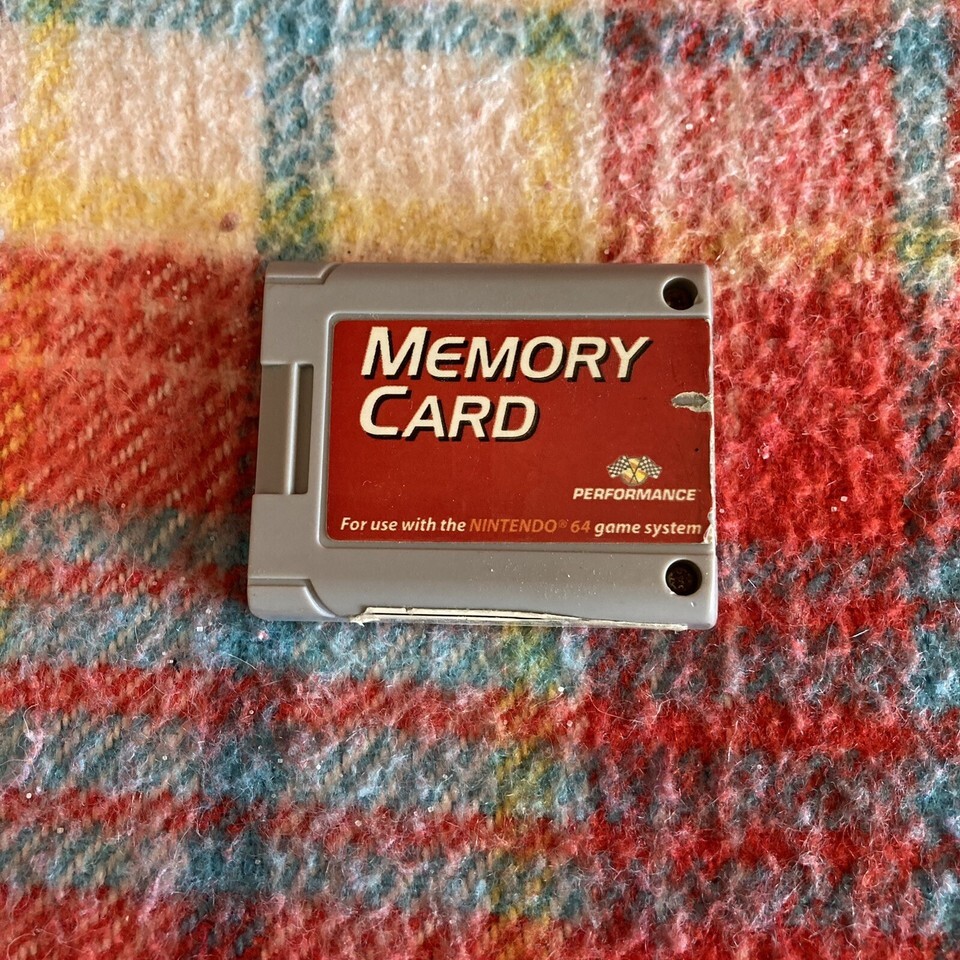 MEMORY
CARD
PERFORMANCE
For use with the NINTENDO® 64 game system